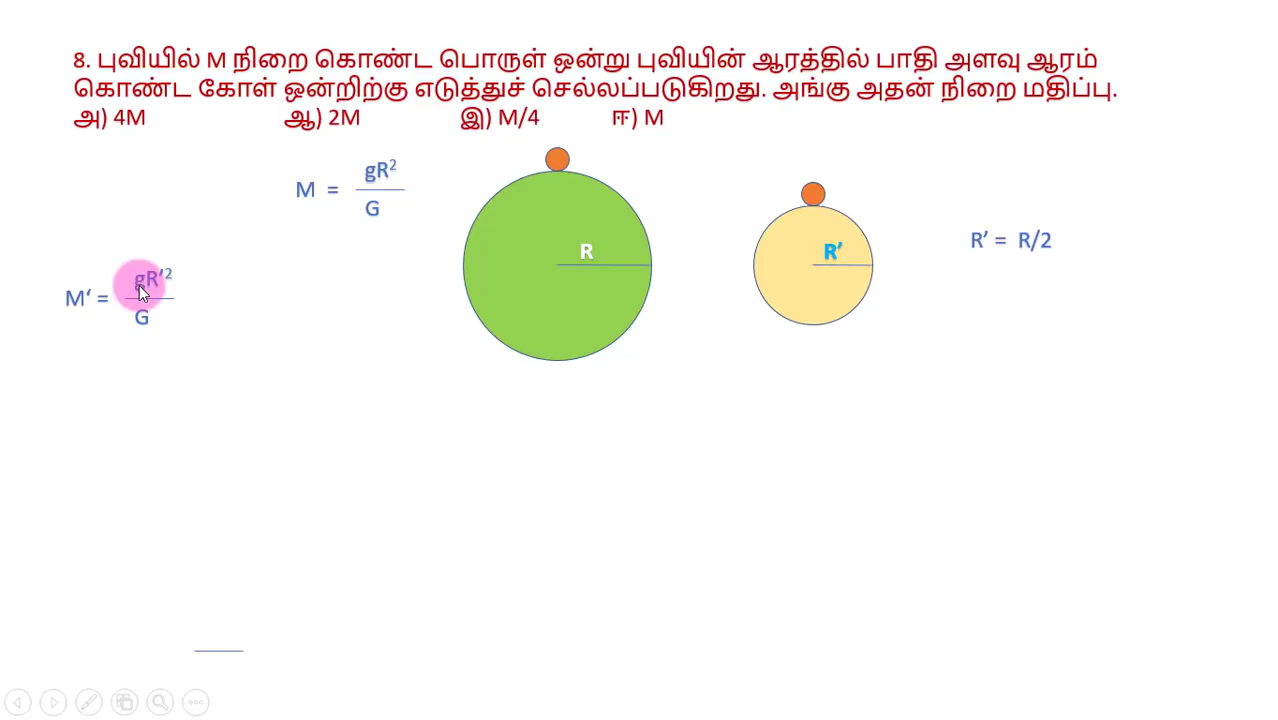 8. புவியில் M நிறை கொண்ட பொருள் ஒன்று புவியின் ஆரத்தில் பாதி அளவு ஆரம்
கொண்ட கோள் ஒன்றிற்கு எடுத்துச் செல்லப்படுகிறது. அங்கு அதன் நிறை மதிப்பு.
அ) 4M ஆ) 2M இ) M/4 ஈ) M
M = gR²
G
R
R’
R’ = R/2
M‘ = gR’²
G